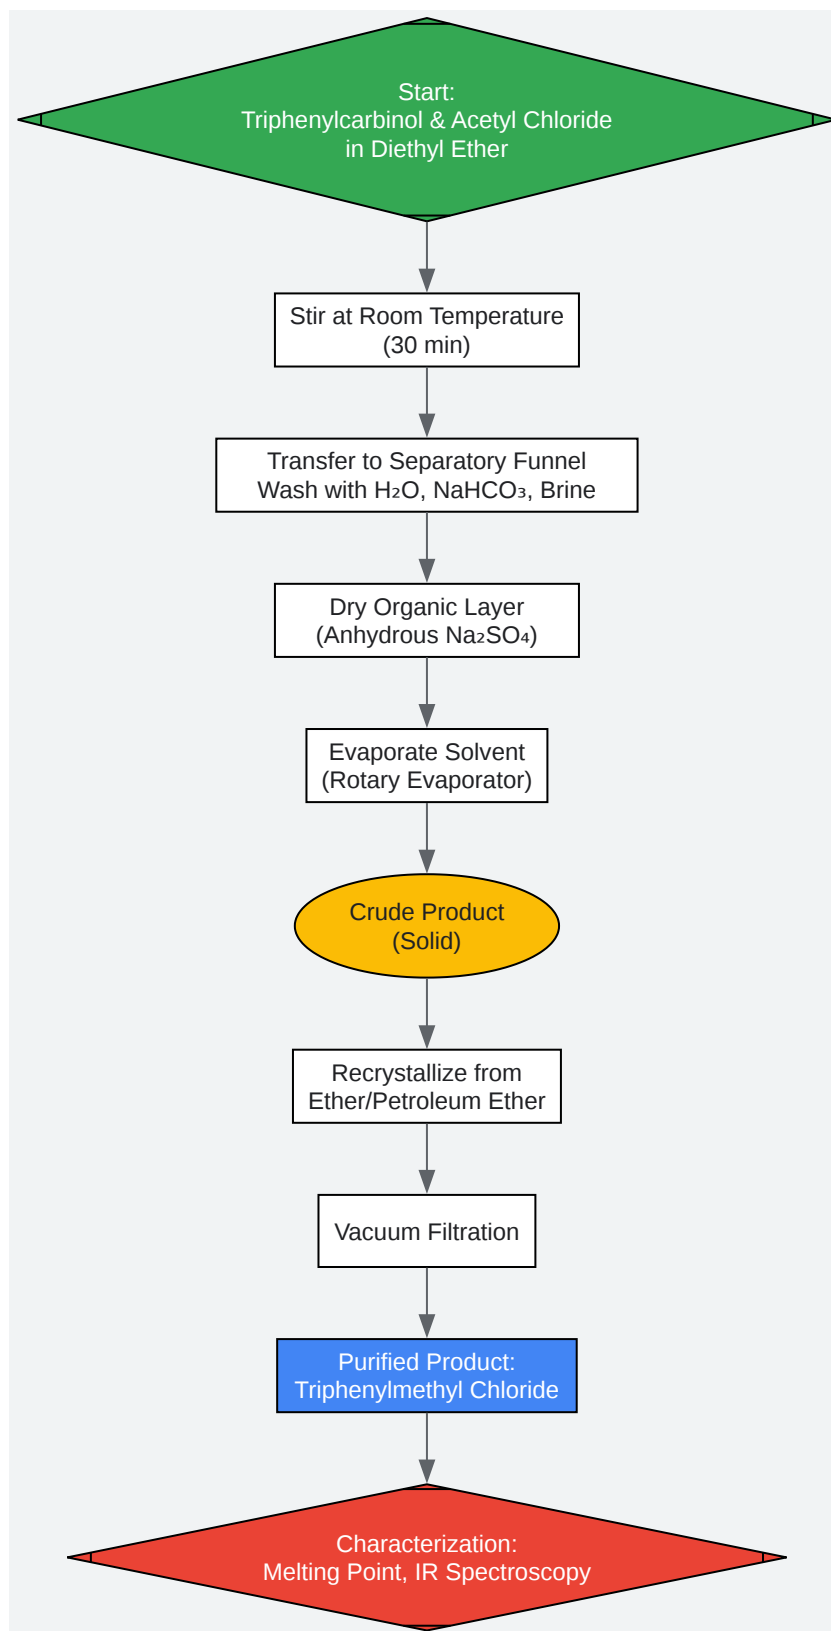 Start:
Triphenylcarbinol & Acetyl Chloride
in Diethyl Ether
Stir at Room Temperature
(30 min)
Transfer to Separatory Funnel
Wash with H₂O, NaHCO₃, Brine
Dry Organic Layer
(Anhydrous Na₂SO₄)
Evaporate Solvent
(Rotary Evaporator)
Crude Product
(Solid)
Recrystallize from
Ether/Petroleum Ether
Vacuum Filtration
Purified Product:
Triphenylmethyl Chloride
Characterization:
Melting Point, IR Spectroscopy